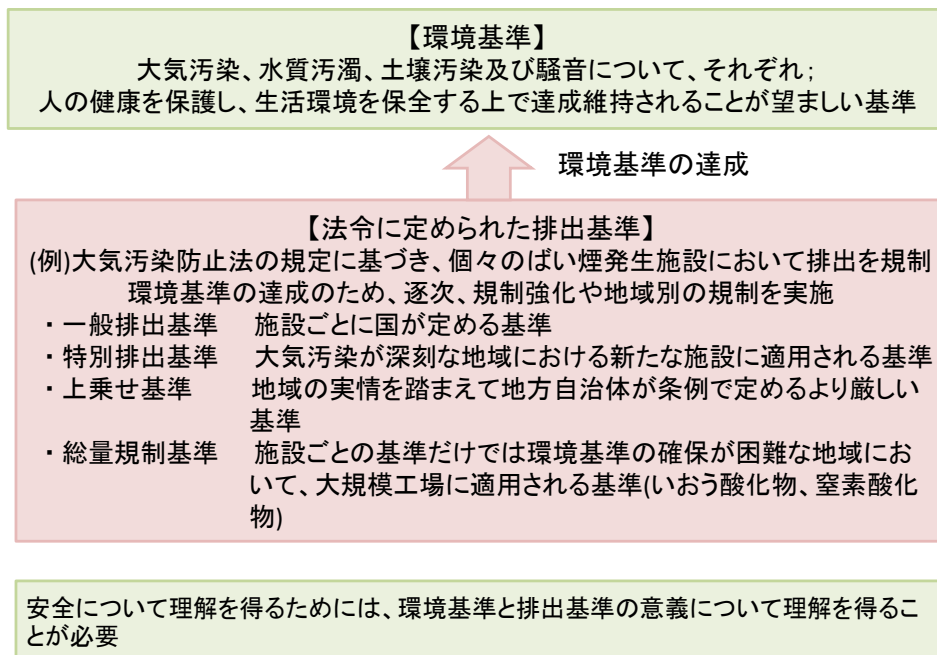 【環境基準】
大気汚染、水質汚濁、土壌汚染及び騒音について、それぞれ;
人の健康を保護し、生活環境を保全する上で達成維持されることが望ましい基準
環境基準の達成
【法令に定められた排出基準】
(例)大気汚染防止法の規定に基づき、個々のばい煙発生施設において排出を規制
環境基準の達成のため、逐次、規制強化や地域別の規制を実施
・一般排出基準 施設ごとに国が定める基準
・特別排出基準 大気汚染が深刻な地域における新たな施設に適用される基準
・上乗せ基準 地域の実情を踏まえて地方自治体が条例で定めるより厳しい
基準
・総量規制基準 施設ごとの基準だけでは環境基準の確保が困難な地域にお
いて、大規模工場に適用される基準(いおう酸化物、窒素酸化
物)
安全について理解を得るためには、環境基準と排出基準の意義について理解を得るこ
とが必要